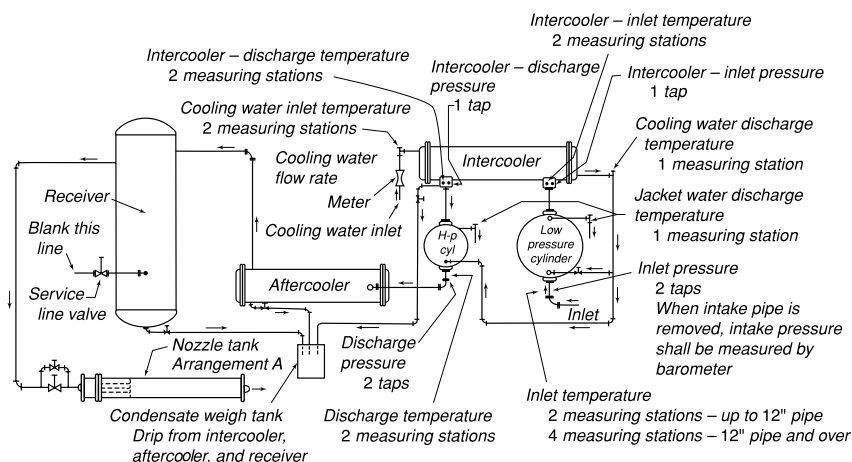 Intercooler – inlet temperature
2 measuring stations
Intercooler – discharge temperature
2 measuring stations
Intercooler – discharge
pressure
1 tap
Intercooler – inlet pressure
1 tap
Cooling water inlet temperature
2 measuring stations
Cooling water discharge
temperature
1 measuring station
Cooling water
flow rate
Intercooler
Meter
Receiver
Jacket water discharge
temperature
1 measuring station
Blank this
line
Cooling water inlet
H-p
cyl
Low
pressure
cylinder
Inlet pressure
2 taps
When intake pipe is
removed, intake pressure
shall be measured by
barometer
Aftercooler
Service
line valve
Inlet
Nozzle tank
Arrangement A
Discharge
pressure
2 taps
Condensate weigh tank
Drip from intercooler,
aftercooler, and receiver
Discharge temperature
2 measuring stations
Inlet temperature
2 measuring stations – up to 12" pipe
4 measuring stations – 12" pipe and over